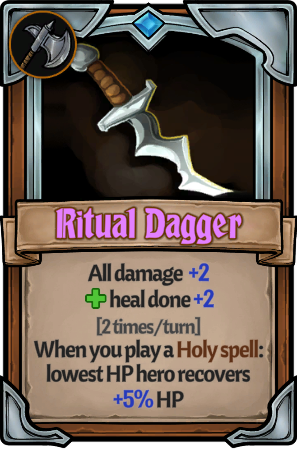 Ritual Dagger
All damage +2
heal done +2
[2 times/turn]
When you play a Holy spell:
lowest HP hero recovers
+5% HP